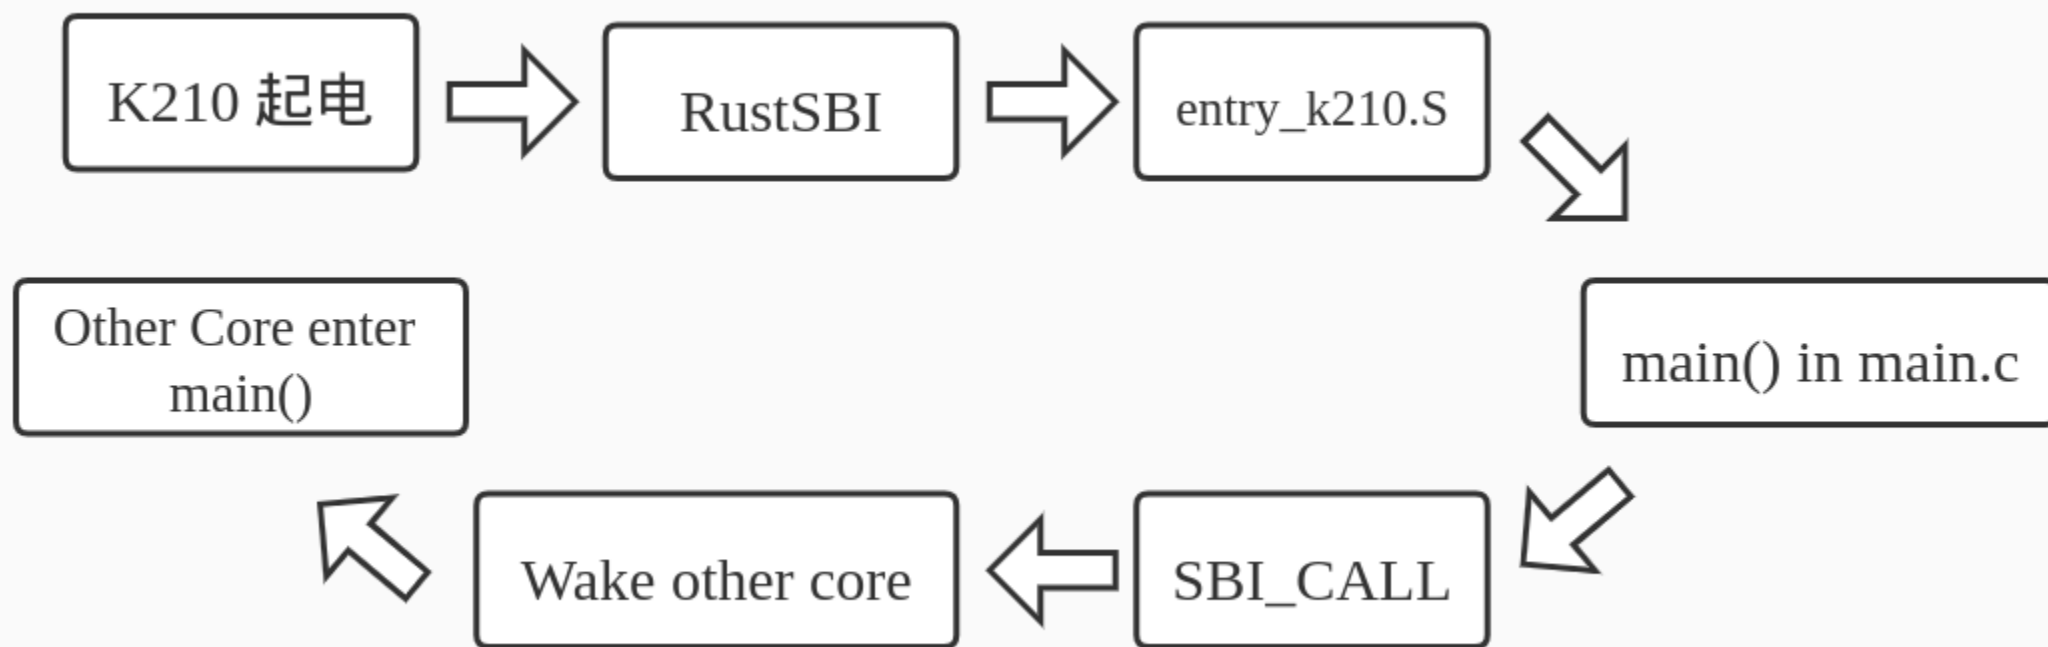 K210 起电
RustSBI
entry_k210.S
main() in main.c
SBI_CALL
Wake other core
Other Core enter
main()